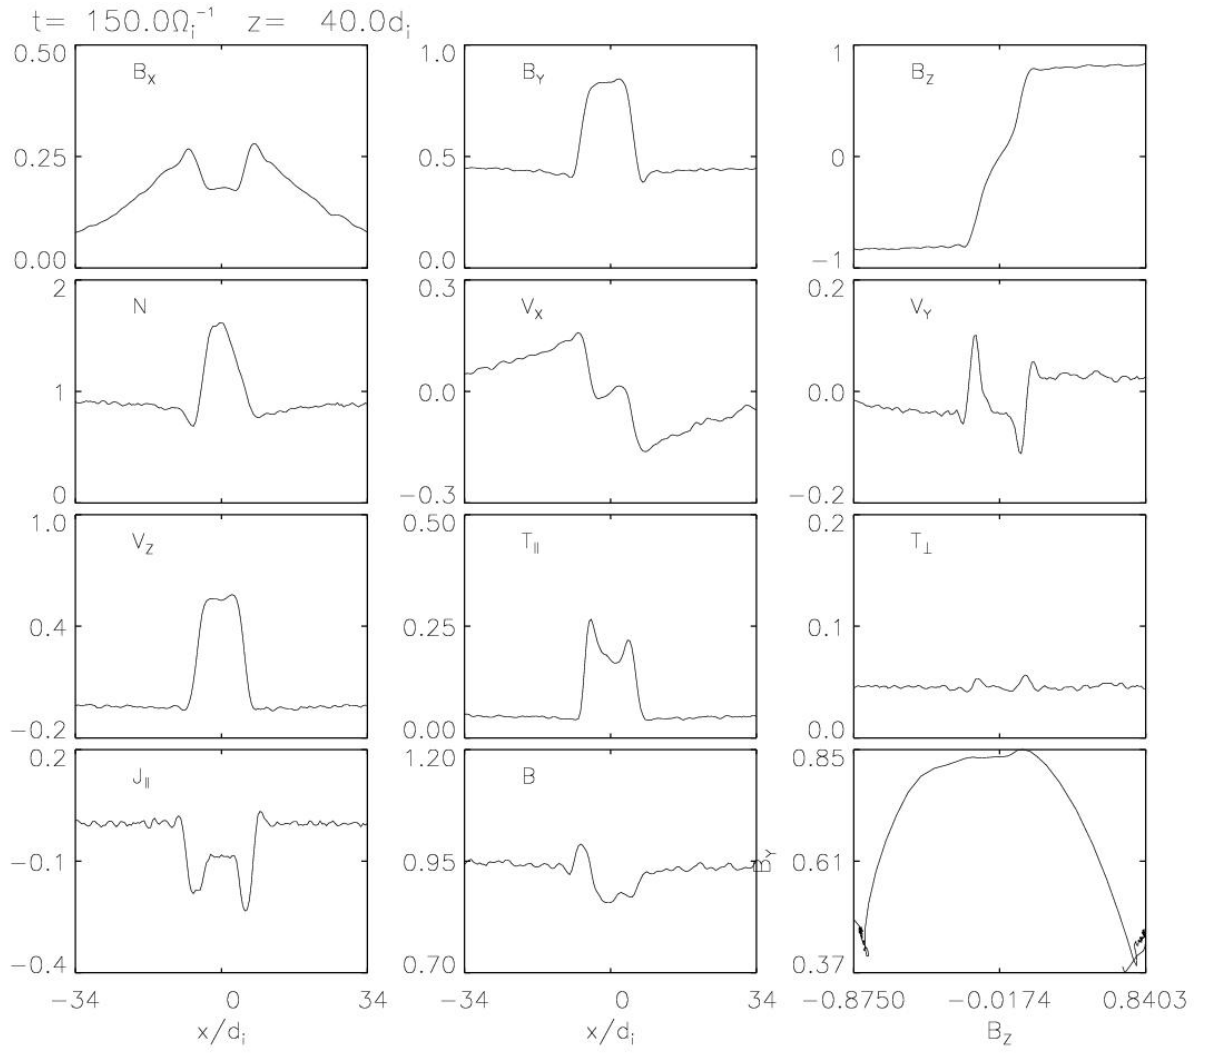 t= 150.0Ω_i^-1 z= 40.0d_i
0.50 1.0 1
B_X B_Y B_Z
0.25 0.5 0
0.00 0.0 −1
2 0.3 0.2
N V_X V_Y
1 0.0 0.0
0 −0.3 −0.2
1.0 0.50 0.2
V_Z T_∥ T_⊥
0.4 0.25 0.1
−0.2 0.00 0.0
0.2 1.20 0.85
J_∥ B
−0.1 0.95 B_Y 0.61
−0.4 0.70 0.37
−34 0 34 −34 0 34 −0.8750 −0.0174 0.8403
x/d_i x/d_i B_Z